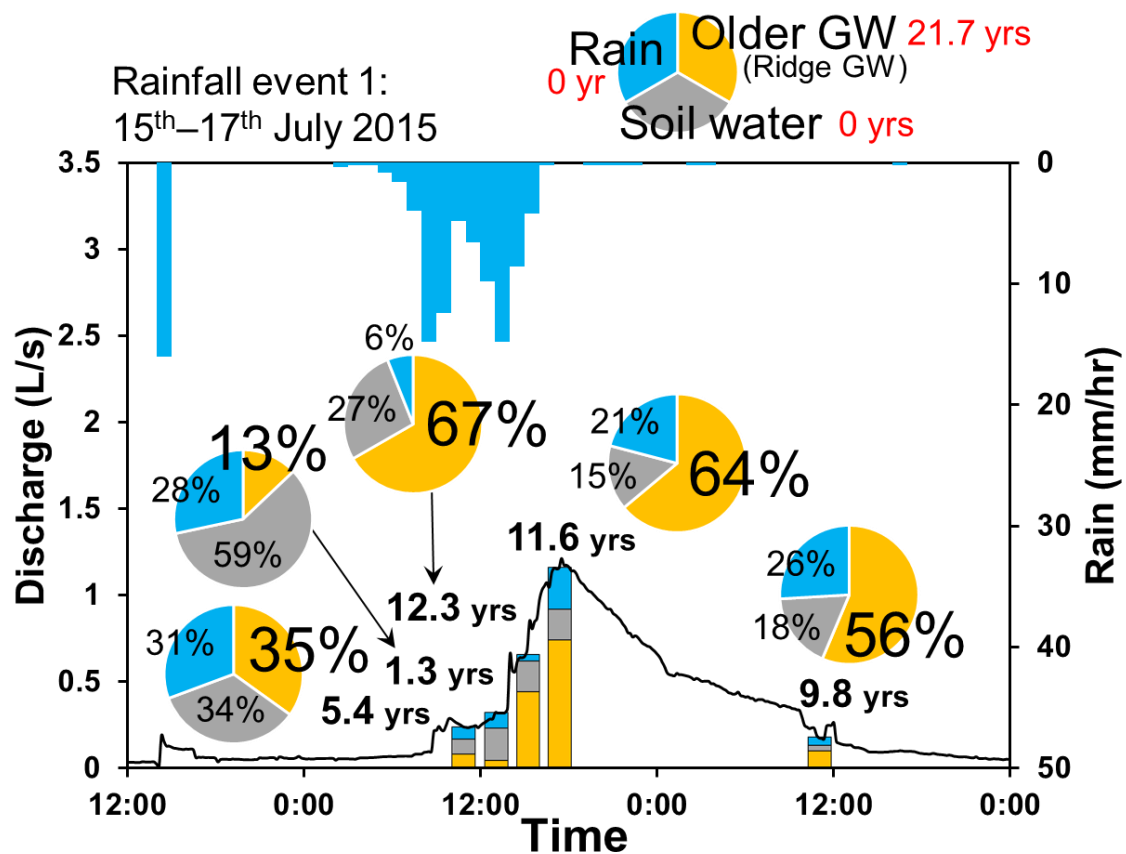 Rain
Older GW 21.7 yrs
0 yr
(Ridge GW)
Rainfall event 1:
15th–17th July 2015
Soil water 0 yrs
3.5
3
2.5
2
1.5
1
0.5
0
Discharge (L/s)
0
10
20
30
40
50
Rain (mm/hr)
6%
27%
67%
13%
28%
59%
21%
15%
64%
11.6 yrs
26%
18%
56%
12.3 yrs
31%
35%
34%
1.3 yrs
5.4 yrs
9.8 yrs
12:00
0:00
12:00
0:00
12:00
0:00
Time